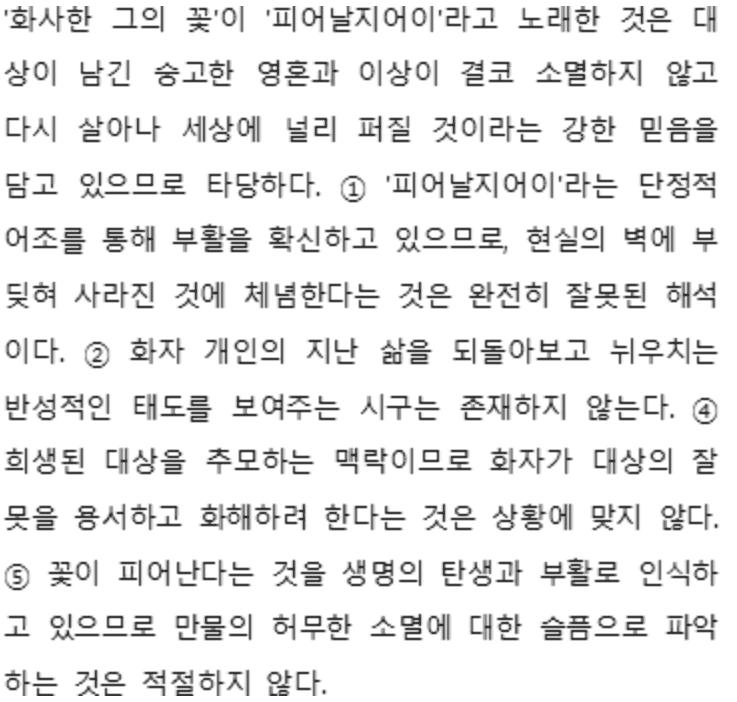 '화사한 그의 꽃'이 '피어날지어이'라고 노래한 것은 대
상이 남긴 숭고한 영혼과 이상이 결코 소멸하지 않고
다시 살아나 세상에 널리 퍼질 것이라는 강한 믿음을
담고 있으므로 타당하다. ① '피어날지어이'라는 단정적
어조를 통해 부활을 확신하고 있으므로, 현실의 벽에 부
딪혀 사라진 것에 체념한다는 것은 완전히 잘못된 해석
이다. ② 화자 개인의 지난 삶을 되돌아보고 뉘우치는
반성적인 태도를 보여주는 시구는 존재하지 않는다. ④
희생된 대상을 추모하는 맥락이므로 화자가 대상의 잘
못을 용서하고 화해하려 한다는 것은 상황에 맞지 않다.
⑤ 꽃이 피어난다는 것을 생명의 탄생과 부활로 인식하
고 있으므로 만물의 허무한 소멸에 대한 슬픔으로 파악
하는 것은 적절하지 않다.